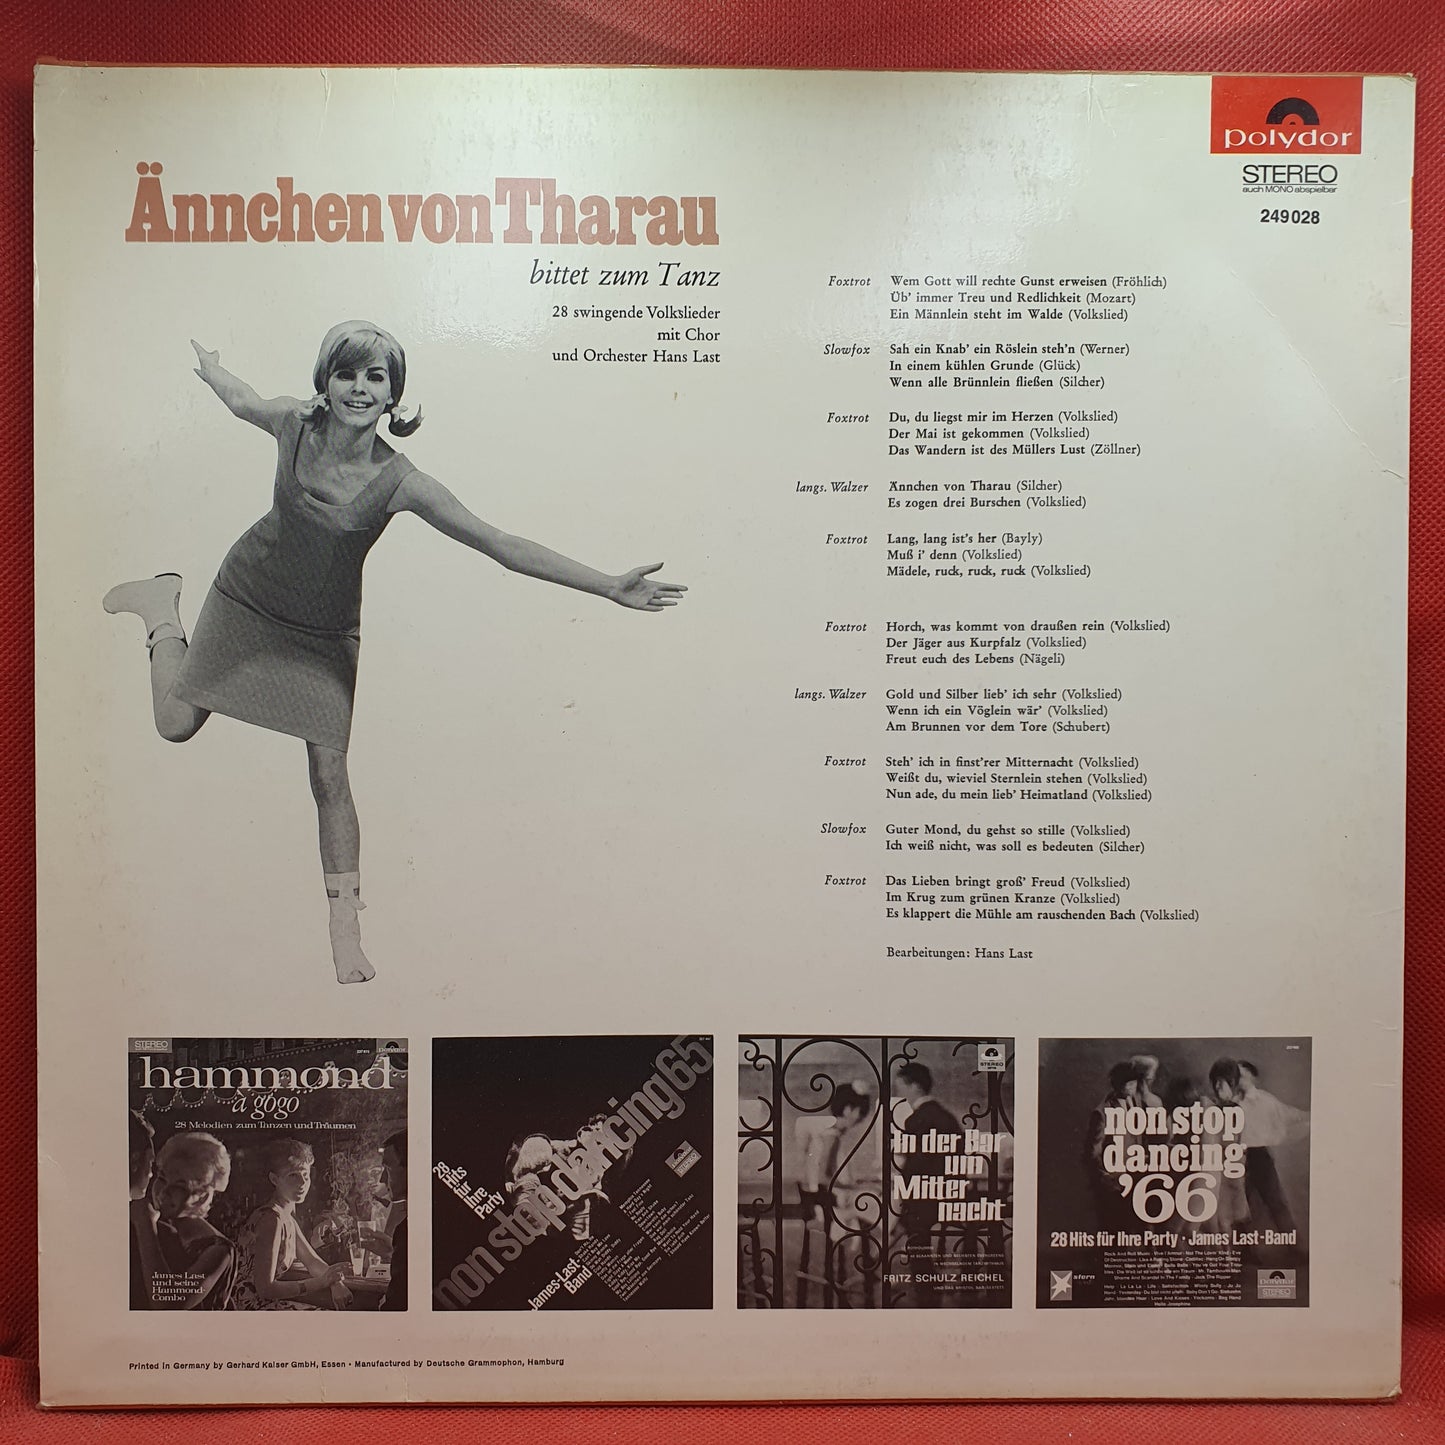 polydor
STEREO
auch MONO abspielbar
249028
Ännchen von Tharau
bittet zum Tanz
28 swingende Volkslieder
mit Chor
und Orchester Hans Last
Foxtrot Wem Gott will rechte Gunst erweisen (Fröhlich)
Üb' immer Treu und Redlichkeit (Mozart)
Ein Männlein steht im Walde (Volkslied)
Slowfox Sah ein Knab' ein Röslein steh'n (Werner)
In einem kühlen Grunde (Glück)
Wenn alle Brünnlein fließen (Silcher)
Foxtrot Du, du liegst mir im Herzen (Volkslied)
Der Mai ist gekommen (Volkslied)
Das Wandern ist des Müllers Lust (Zöllner)
langs. Walzer Ännchen von Tharau (Silcher)
Es zogen drei Burschen (Volkslied)
Foxtrot Lang, lang ist's her (Bayly)
Muß i' denn (Volkslied)
Mädele, ruck, ruck, ruck (Volkslied)
Foxtrot Horch, was kommt von draußen rein (Volkslied)
Der Jäger aus Kurpfalz (Volkslied)
Freut euch des Lebens (Nägeli)
langs. Walzer Gold und Silber lieb' ich sehr (Volkslied)
Wenn ich ein Vöglein wär' (Volkslied)
Am Brunnen vor dem Tore (Schubert)
Foxtrot Steh' ich in finst'rer Mitternacht (Volkslied)
Weißt du, wieviel Sternlein stehen (Volkslied)
Nun ade, du mein lieb' Heimatland (Volkslied)
Slowfox Guter Mond, du gehst so stille (Volkslied)
Ich weiß nicht, was soll es bedeuten (Silcher)
Foxtrot Das Lieben bringt groß' Freud (Volkslied)
Im Krug zum grünen Kranze (Volkslied)
Es klappert die Mühle am rauschenden Bach (Volkslied)
Bearbeitungen: Hans Last
STEREO
polydor
hammond
à gogo
28 Melodien zum Tanzen und Träumen
James Last
und seine
Hammond-
Combo
non stop dancing 65
28
Hits
für
Ihre
Party
James-Last-
Band
in der Bar
um
Mitter
nacht
FRITZ SCHULZ REICHEL
non stop
dancing
'66
28 Hits für Ihre Party · James Last-Band
stern
polydor
STEREO
Printed in Germany by Gerhard Kaiser GmbH, Essen · Manufactured by Deutsche Grammophon, Hamburg